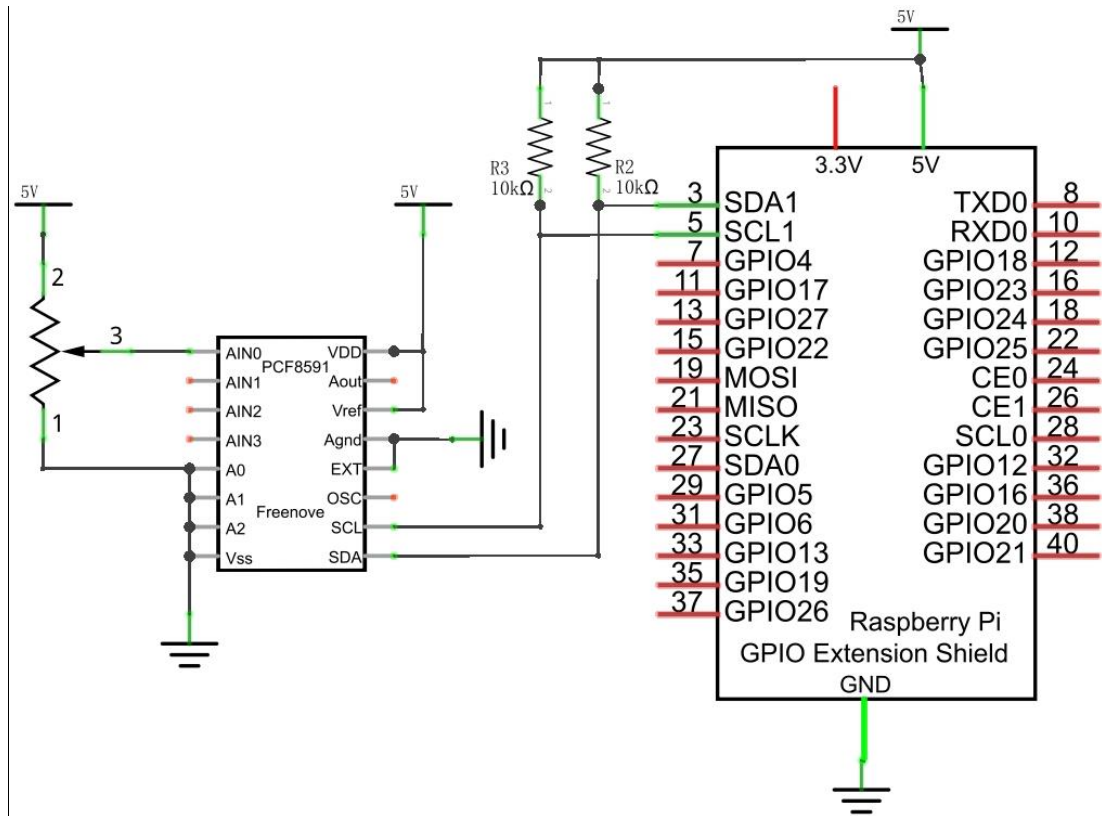 5V
5V
5V
2
3
1
AIN0
AIN1
AIN2
AIN3
A0
A1
A2
Vss
PCF8591
Freenove
VDD
Aout
Vref
Agnd
EXT
OSC
SCL
SDA
1
1
R3
10kΩ
R2
10kΩ
2
2
3.3V
5V
3 SDA1
5 SCL1
7 GPIO4
11 GPIO17
13 GPIO27
15 GPIO22
19 MOSI
21 MISO
23 SCLK
27 SDA0
29 GPIO5
31 GPIO6
33 GPIO13
35 GPIO19
37 GPIO26
TXD0 8
RXD0 10
GPIO18 12
GPIO23 16
GPIO24 18
GPIO25 22
CE0 24
CE1 26
SCL0 28
GPIO12 32
GPIO16 36
GPIO20 38
GPIO21 40
Raspberry Pi
GPIO Extension Shield
GND